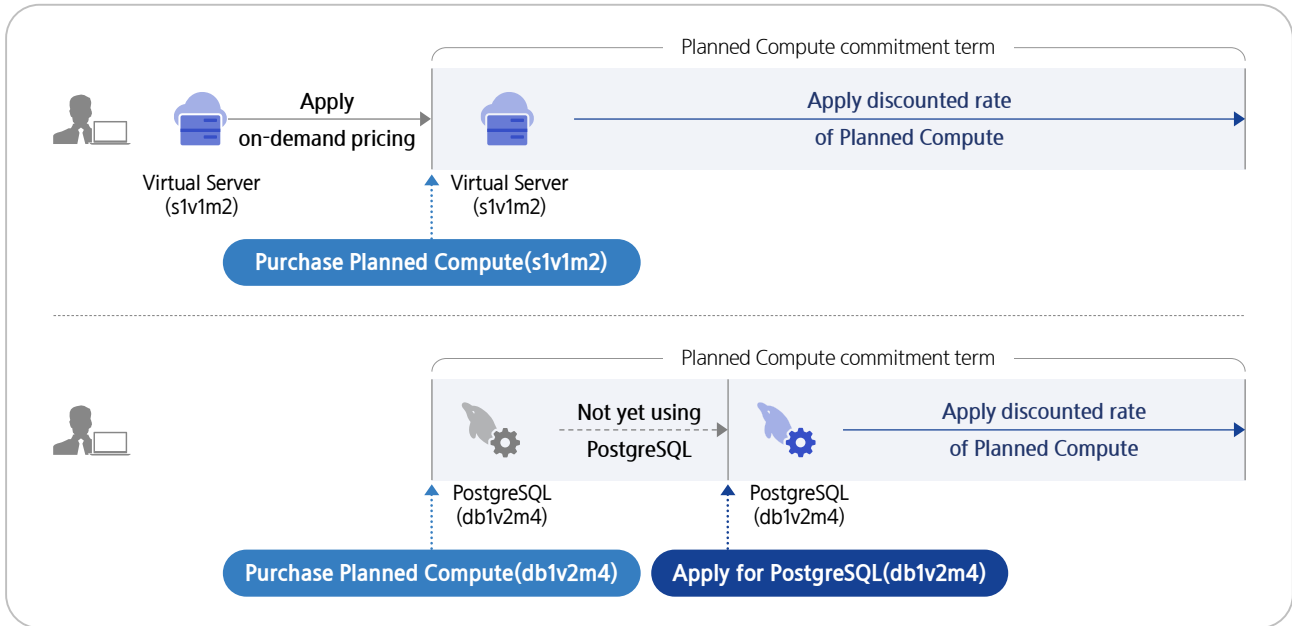 Planned Compute commitment term
Apply
on-demand pricing
Apply discounted rate
of Planned Compute
Virtual Server
(s1v1m2)
Virtual Server
(s1v1m2)
Purchase Planned Compute(s1v1m2)
Planned Compute commitment term
Not yet using
PostgreSQL
Apply discounted rate
of Planned Compute
PostgreSQL
(db1v2m4)
PostgreSQL
(db1v2m4)
Purchase Planned Compute(db1v2m4)
Apply for PostgreSQL(db1v2m4)